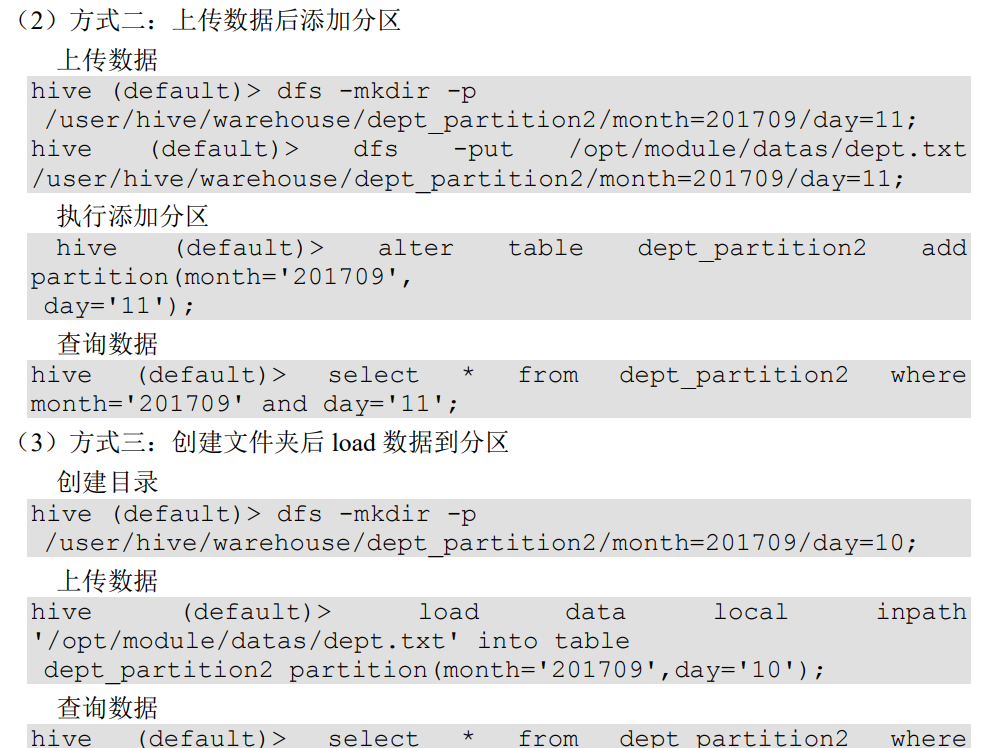 （2）方式二：上传数据后添加分区
上传数据
hive (default)> dfs -mkdir -p
/user/hive/warehouse/dept_partition2/month=201709/day=11;
hive (default)> dfs -put /opt/module/datas/dept.txt
/user/hive/warehouse/dept_partition2/month=201709/day=11;
执行添加分区
hive (default)> alter table dept_partition2 add
partition(month='201709',
day='11');
查询数据
hive (default)> select * from dept_partition2 where
month='201709' and day='11';
（3）方式三：创建文件夹后 load 数据到分区
创建目录
hive (default)> dfs -mkdir -p
/user/hive/warehouse/dept_partition2/month=201709/day=10;
上传数据
hive (default)> load data local inpath
'/opt/module/datas/dept.txt' into table
dept_partition2 partition(month='201709',day='10');
查询数据
hive (default)> select * from dept_partition2 where